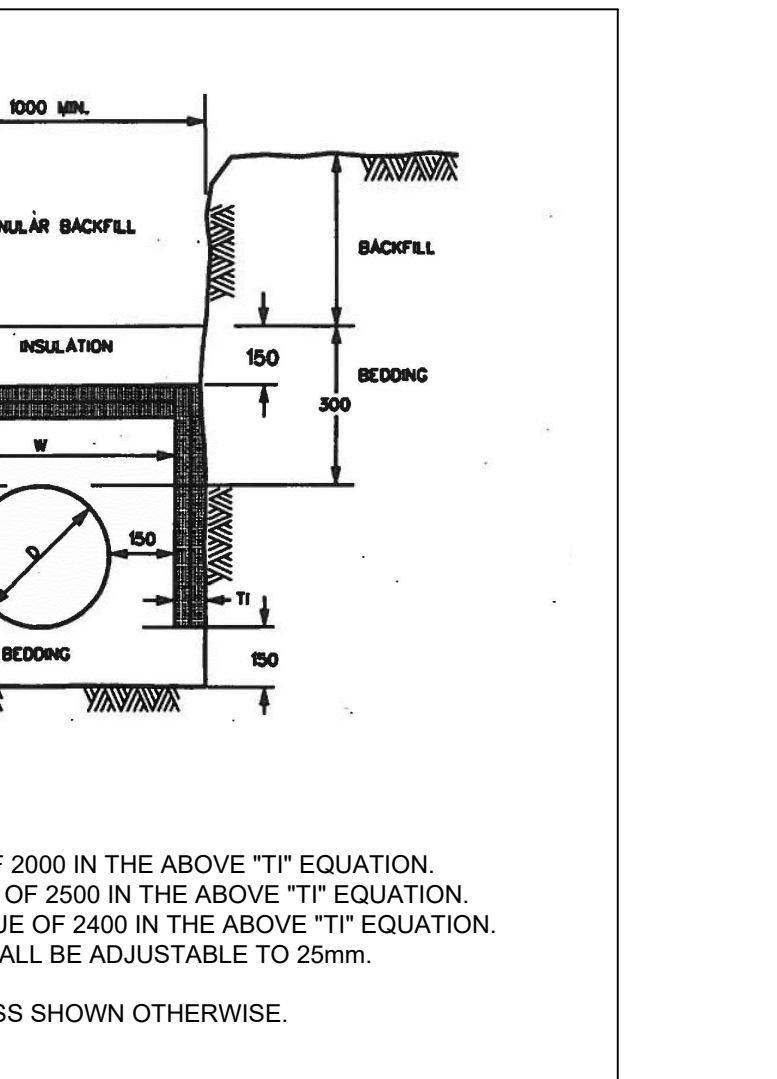 1000 MIN.
NULAR BACKFILL
BACKFILL
INSULATION
150
BEDDING
300
W
D
150
TI
BEDDING
150
F 2000 IN THE ABOVE "TI" EQUATION.
OF 2500 IN THE ABOVE "TI" EQUATION.
UE OF 2400 IN THE ABOVE "TI" EQUATION.
ALL BE ADJUSTABLE TO 25mm.
SS SHOWN OTHERWISE.